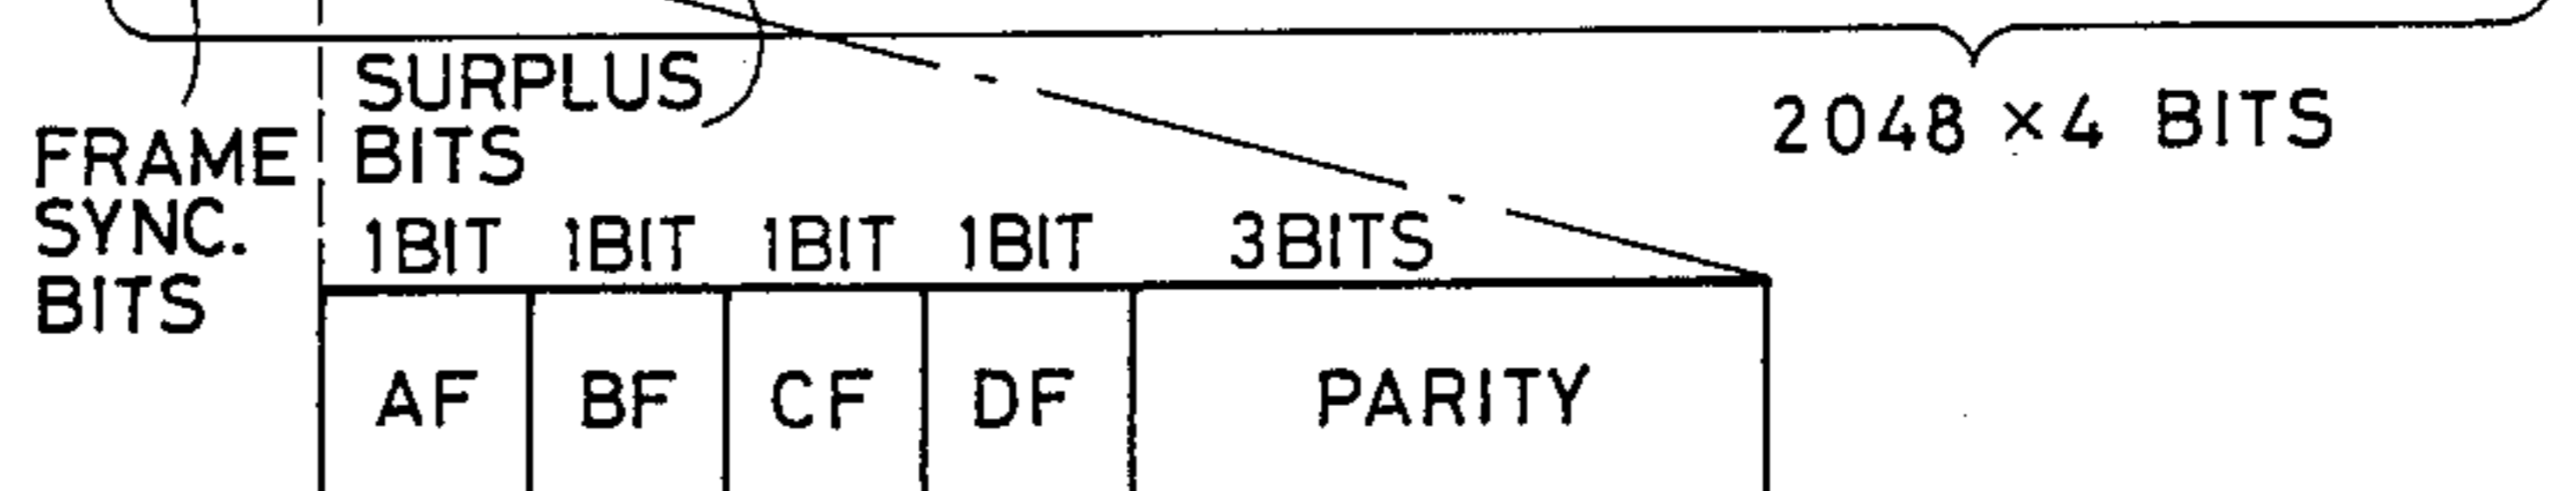 SURPLUS
BITS
2048 × 4 BITS
FRAME
SYNC.
BITS
1BIT 1BIT 1BIT 1BIT 3BITS
AF BF CF DF PARITY